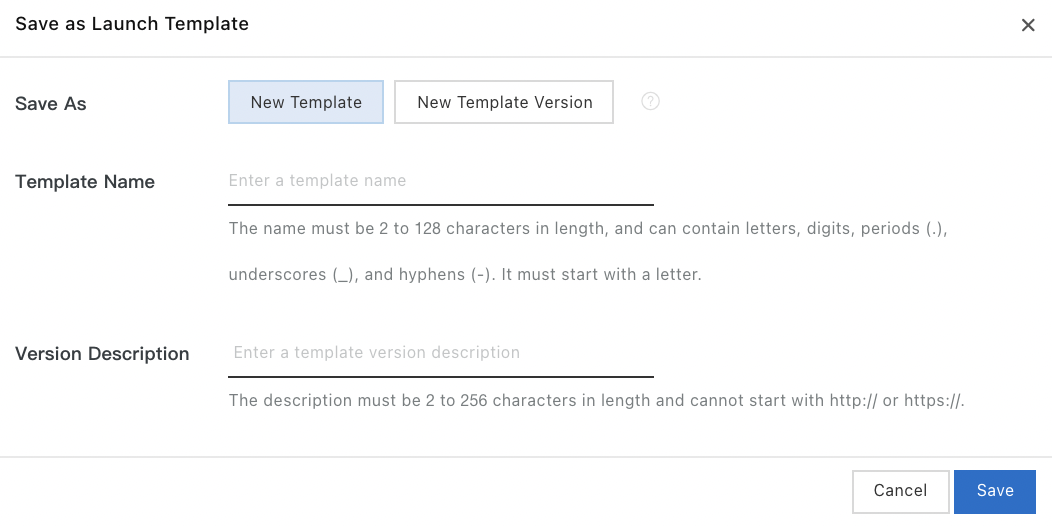 Save as Launch Template
Save As
New Template
New Template Version
?
Template Name
Enter a template name
The name must be 2 to 128 characters in length, and can contain letters, digits, periods (.),
underscores (_), and hyphens (-). It must start with a letter.
Version Description
Enter a template version description
The description must be 2 to 256 characters in length and cannot start with http:// or https://.
Cancel
Save